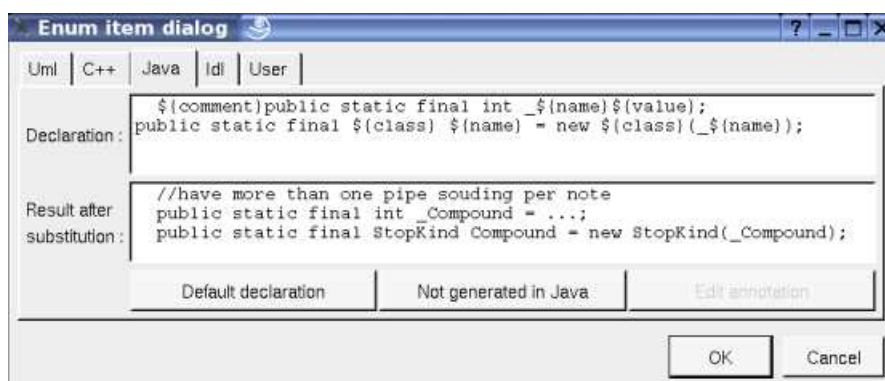 Enum item dialog
Uml C++ Java Idl User
Declaration :
${comment}public static final int _${name}${value};
public static final ${class} ${name} = new ${class}(_${name});
Result after
substitution :
//have more than one pipe souding per note
public static final int _Compound = ...;
public static final StopKind Compound = new StopKind(_Compound);
Default declaration Not generated in Java Edit annotation
OK Cancel